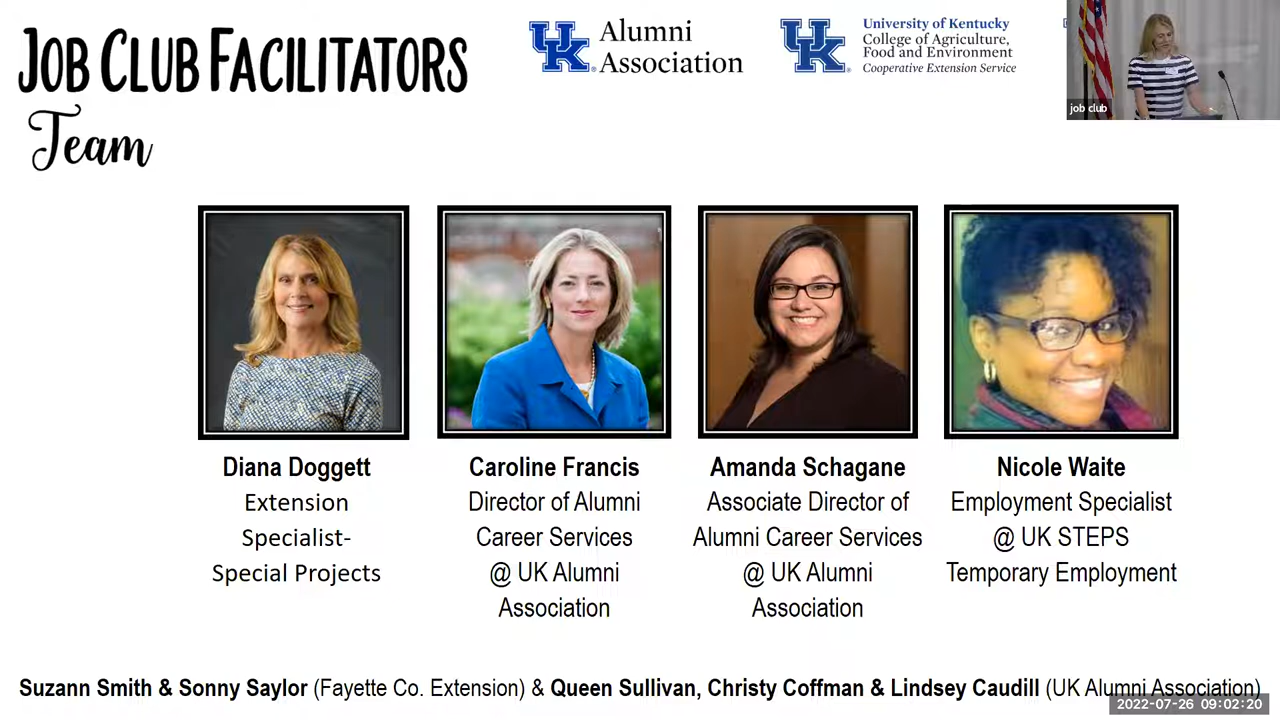 JOB CLUB FACILITATORS
Team
UK Alumni
Association
UK University of Kentucky
College of Agriculture,
Food and Environment
Cooperative Extension Service
job club
Diana Doggett
Extension
Specialist-
Special Projects
Caroline Francis
Director of Alumni
Career Services
@ UK Alumni
Association
Amanda Schagane
Associate Director of
Alumni Career Services
@ UK Alumni
Association
Nicole Waite
Employment Specialist
@ UK STEPS
Temporary Employment
Suzann Smith & Sonny Saylor (Fayette Co. Extension) & Queen Sullivan, Christy Coffman & Lindsey Caudill (UK Alumni Association)
2022-07-26 09:02:20